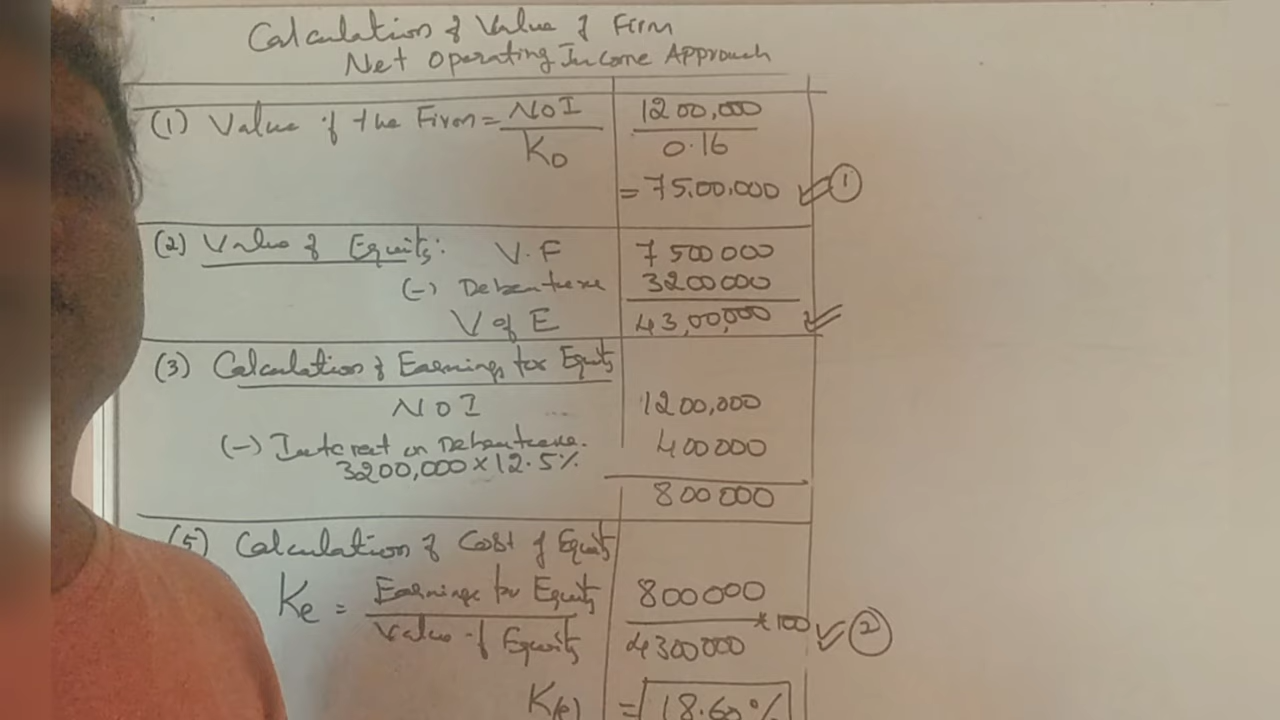 Calculation of Value of Firm
Net Operating Income Approach
(1) Value of the Firm = NOI / K0
1200,000 / 0.16
= 75,00,000 ①
(2) Value of Equity: V.F 7500000
(-) Debenture 3200000
V of E 43,00,000
(3) Calculation of Earnings for Equity
NOI 1200,000
(-) Interest on Debenture. 400000
3200,000 × 12.5%
800000
(5) Calculation of Cost of Equity
Ke = Earnings for Equity / Value of Equity
800000 / 4300000 × 100 ②
K(e) = 18.60%